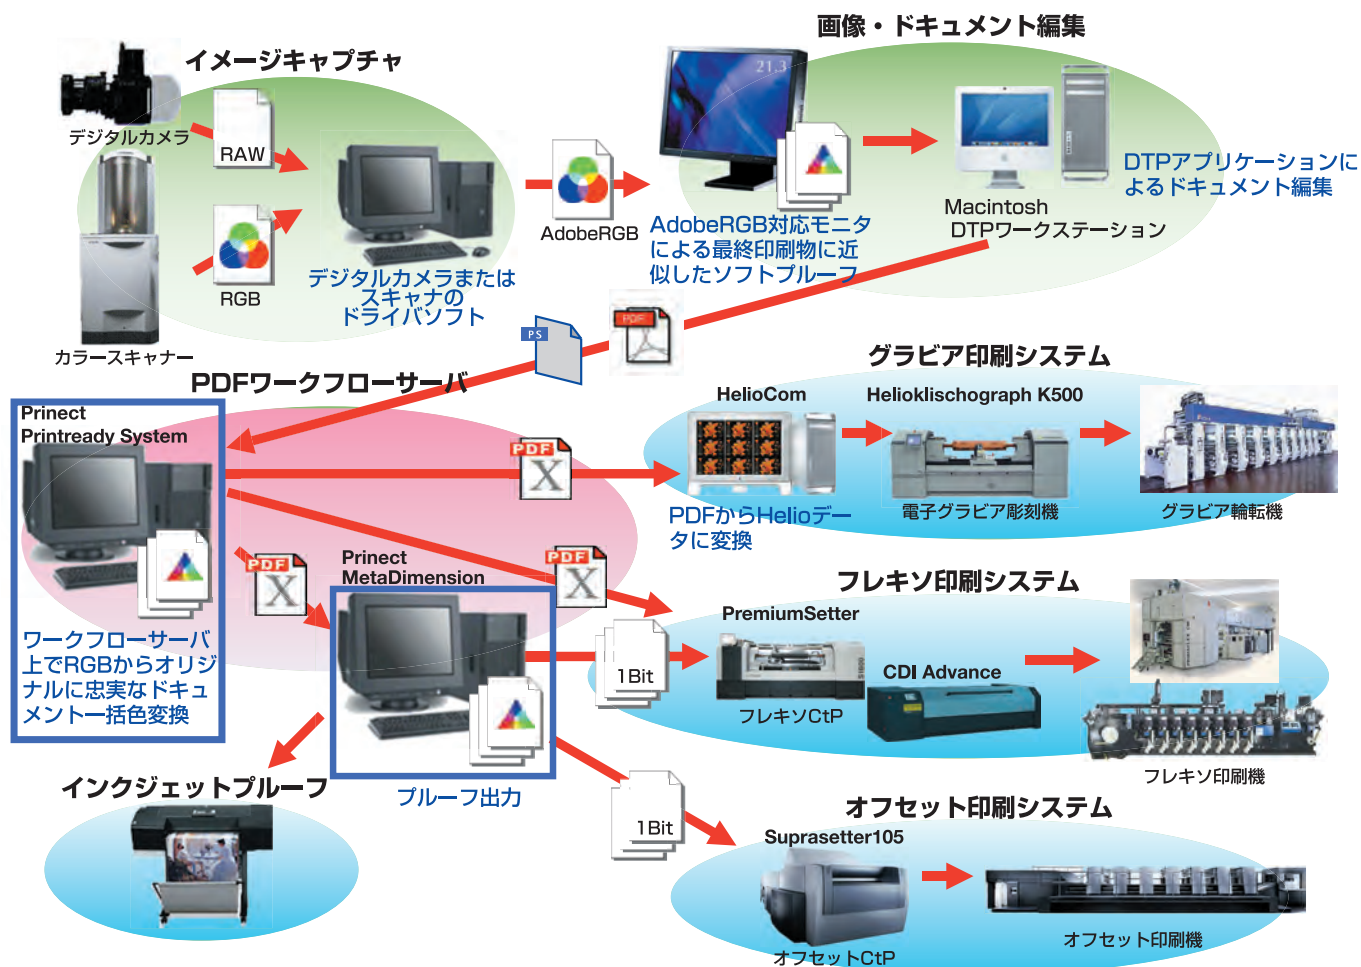 イメージキャプチャ
デジタルカメラ
RAW
RGB
カラースキャナー
デジタルカメラまたは
スキャナの
ドライバソフト
AdobeRGB
画像・ドキュメント編集
21.3
AdobeRGB対応モニタ
による最終印刷物に近
似したソフトプルーフ
Macintosh
DTPワークステーション
DTPアプリケーションに
よるドキュメント編集
PS
PDF
PDFワークフローサーバ
Prinect
Printready System
ワークフローサーバ
上でRGBからオリジ
ナルに忠実なドキュ
メント一括色変換
PDF
X
PDF
X
PDF
X
Prinect
MetaDimension
プルーフ出力
インクジェットプルーフ
グラビア印刷システム
HelioCom
PDFからHelioデー
タに変換
Helioklischograph K500
電子グラビア彫刻機
グラビア輪転機
フレキソ印刷システム
1Bit
PremiumSetter
フレキソCtP
CDI Advance
フレキソ印刷機
オフセット印刷システム
1Bit
Suprasetter105
オフセットCtP
オフセット印刷機